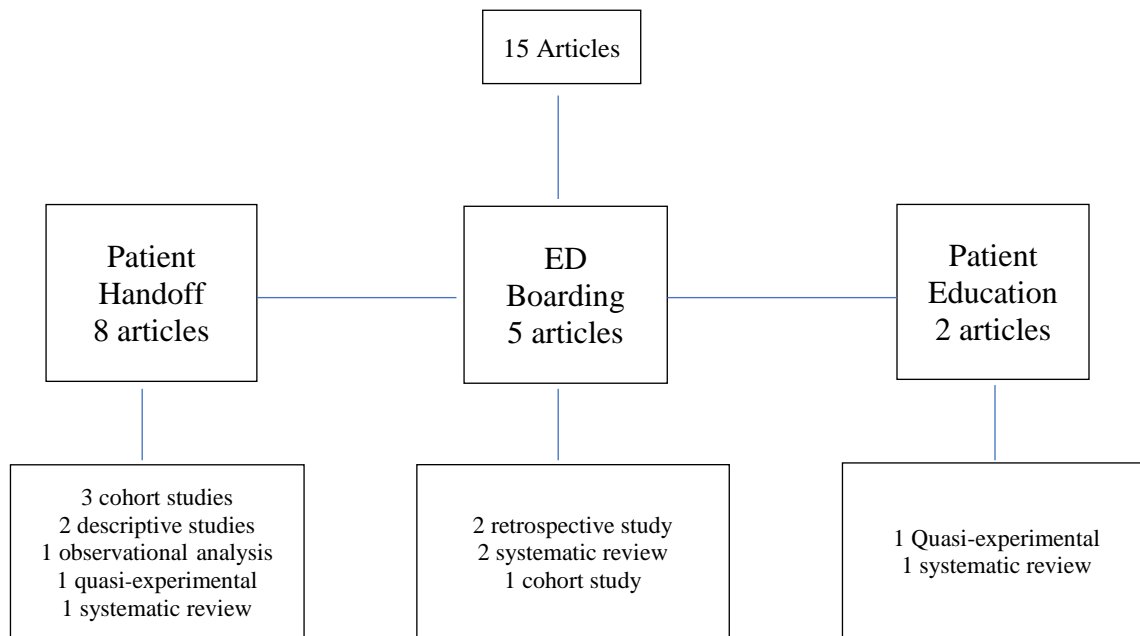 15 Articles
Patient
Handoff
8 articles
ED
Boarding
5 articles
Patient
Education
2 articles
3 cohort studies
2 descriptive studies
1 observational analysis
1 quasi-experimental
1 systematic review
2 retrospective study
2 systematic review
1 cohort study
1 Quasi-experimental
1 systematic review